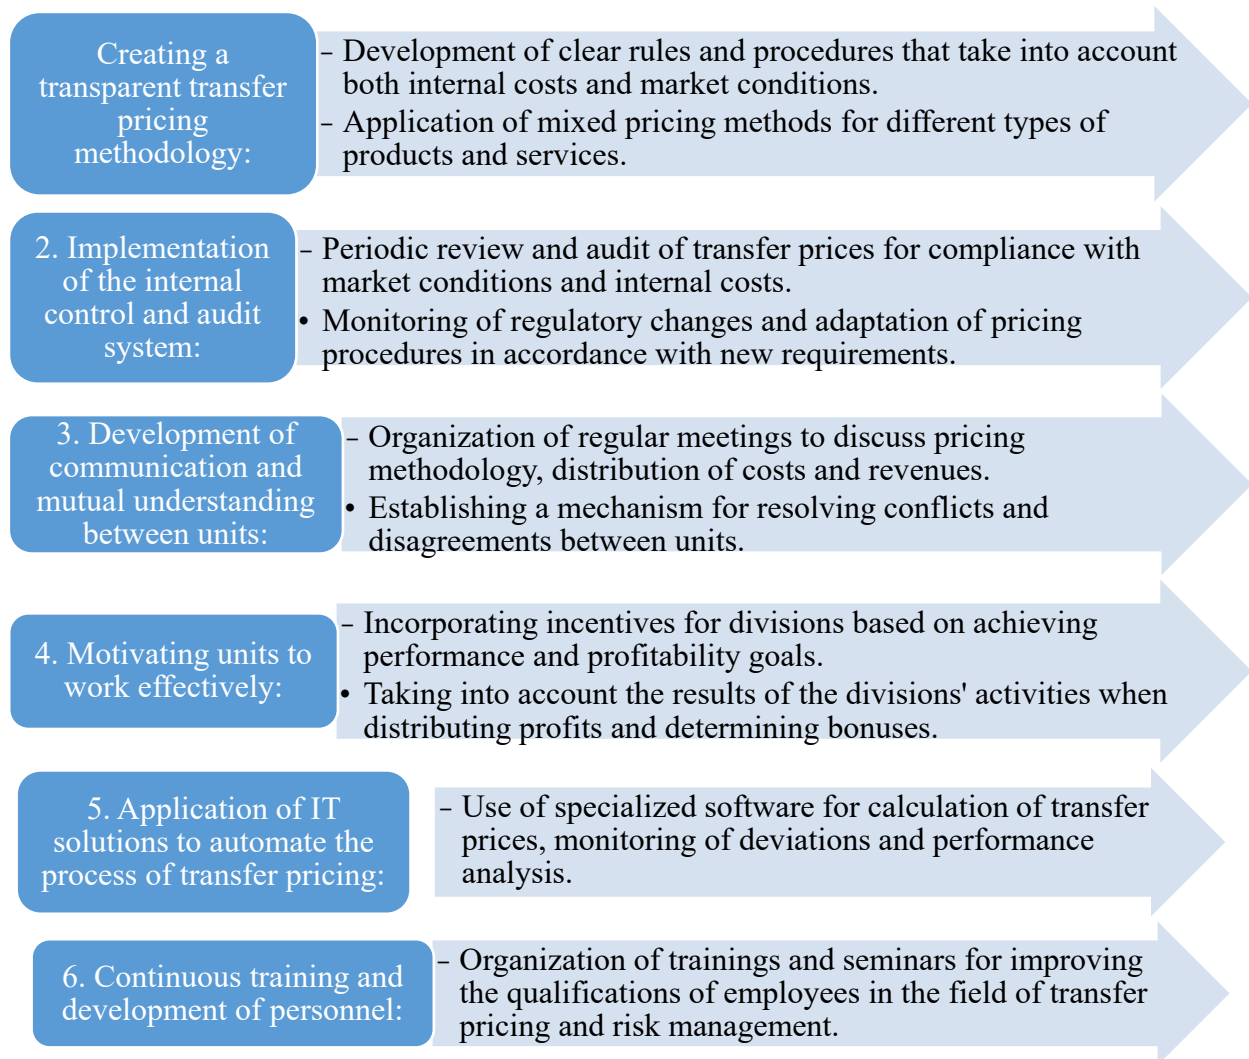 Creating a
transparent transfer
pricing
methodology:
– Development of clear rules and procedures that take into account
both internal costs and market conditions.
– Application of mixed pricing methods for different types of
products and services.
2. Implementation
of the internal
control and audit
system:
– Periodic review and audit of transfer prices for compliance with
market conditions and internal costs.
• Monitoring of regulatory changes and adaptation of pricing
procedures in accordance with new requirements.
3. Development of
communication and
mutual understanding
between units:
– Organization of regular meetings to discuss pricing
methodology, distribution of costs and revenues.
• Establishing a mechanism for resolving conflicts and
disagreements between units.
4. Motivating units to
work effectively:
– Incorporating incentives for divisions based on achieving
performance and profitability goals.
• Taking into account the results of the divisions' activities when
distributing profits and determining bonuses.
5. Application of IT
solutions to automate the
process of transfer pricing:
– Use of specialized software for calculation of transfer
prices, monitoring of deviations and performance
analysis.
6. Continuous training and
development of personnel:
– Organization of trainings and seminars for improving
the qualifications of employees in the field of transfer
pricing and risk management.